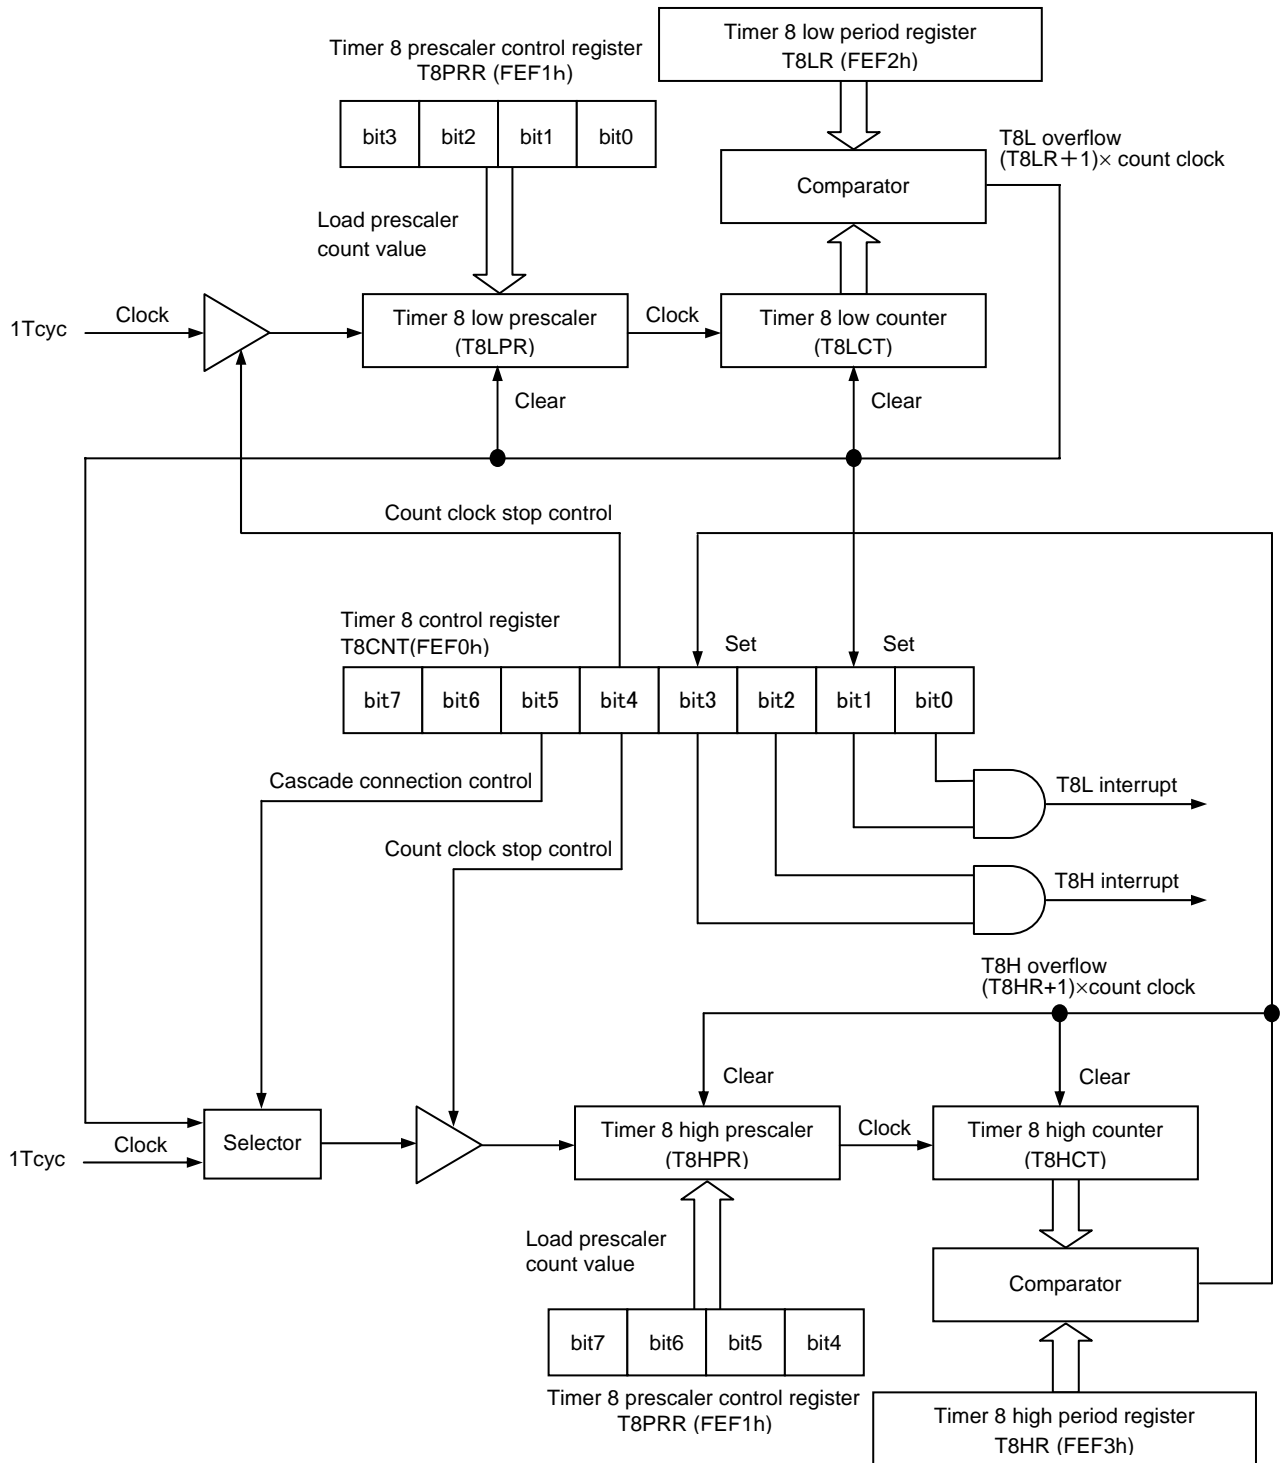 Timer 8 prescaler control register
T8PRR (FEF1h)
Timer 8 low period register
T8LR (FEF2h)
bit3 bit2 bit1 bit0
T8L overflow
(T8LR+1)× count clock
Comparator
Load prescaler
count value
1Tcyc
Clock
Timer 8 low prescaler
(T8LPR)
Clock
Timer 8 low counter
(T8LCT)
Clear
Clear
Count clock stop control
Timer 8 control register
T8CNT(FEF0h)
Set
Set
bit7 bit6 bit5 bit4 bit3 bit2 bit1 bit0
Cascade connection control
T8L interrupt
Count clock stop control
T8H interrupt
T8H overflow
(T8HR+1)×count clock
Clear
Clear
1Tcyc
Clock
Selector
Timer 8 high prescaler
(T8HPR)
Clock
Timer 8 high counter
(T8HCT)
Load prescaler
count value
Comparator
bit7 bit6 bit5 bit4
Timer 8 prescaler control register
T8PRR (FEF1h)
Timer 8 high period register
T8HR (FEF3h)